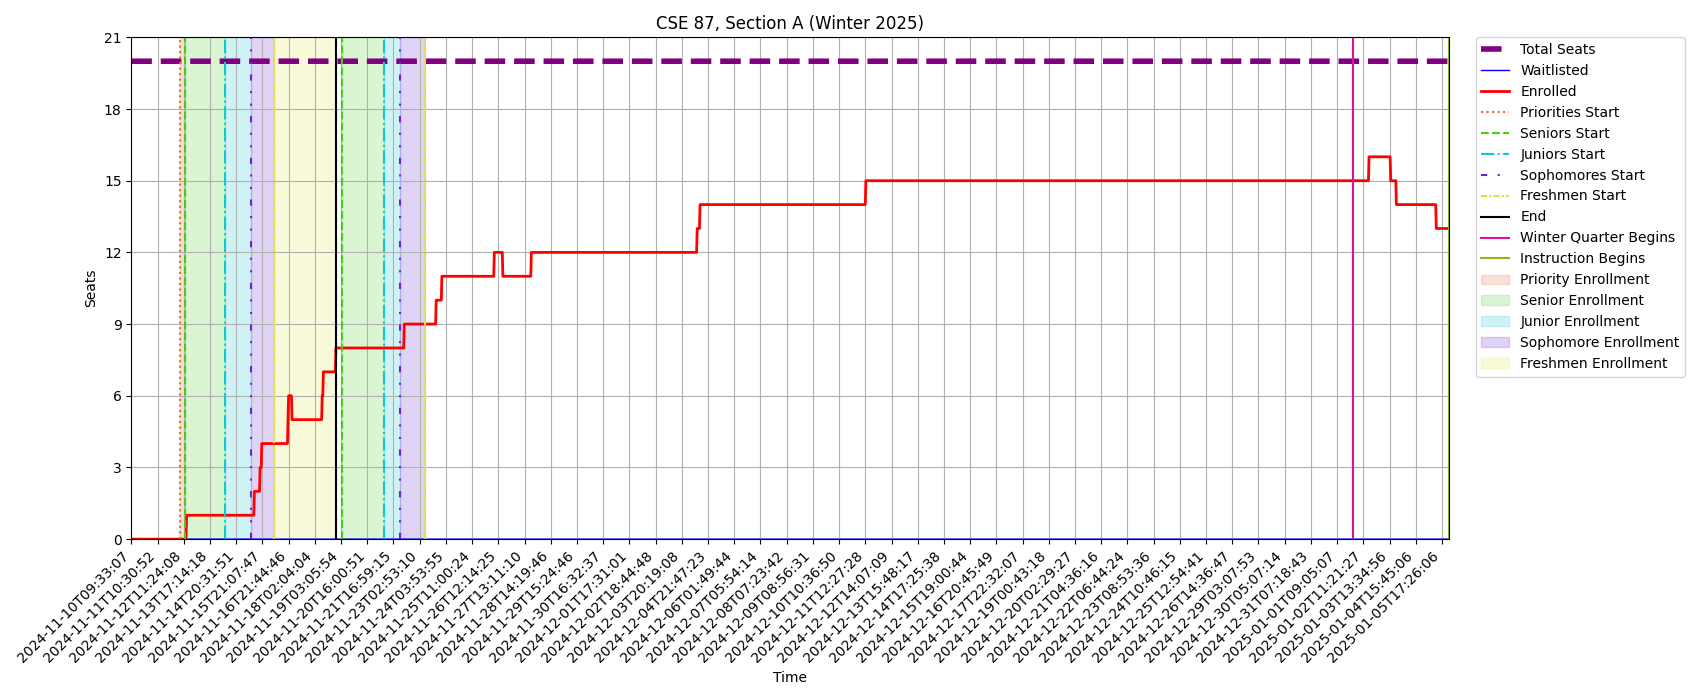 CSE 87, Section A (Winter 2025)
Seats
21
18
15
12
9
6
3
0
2024-11-10T09:33:07
2024-11-11T10:30:52
2024-11-12T11:24:08
2024-11-13T17:14:18
2024-11-14T20:31:51
2024-11-15T21:07:47
2024-11-16T21:44:46
2024-11-18T02:04:04
2024-11-19T03:05:54
2024-11-20T16:00:51
2024-11-21T16:59:15
2024-11-23T02:53:10
2024-11-24T03:53:55
2024-11-25T11:00:24
2024-11-26T12:14:25
2024-11-27T13:11:10
2024-11-28T14:19:46
2024-11-29T15:24:46
2024-11-30T16:32:37
2024-12-01T17:31:01
2024-12-02T18:44:48
2024-12-03T20:19:08
2024-12-04T21:47:23
2024-12-06T01:49:44
2024-12-07T05:54:14
2024-12-08T07:23:42
2024-12-09T08:56:31
2024-12-10T10:36:50
2024-12-11T12:27:28
2024-12-12T14:07:09
2024-12-13T15:48:17
2024-12-14T17:25:38
2024-12-15T19:00:44
2024-12-16T20:45:49
2024-12-17T22:32:07
2024-12-19T00:43:18
2024-12-20T02:29:27
2024-12-21T04:36:16
2024-12-22T06:44:24
2024-12-23T08:53:36
2024-12-24T10:46:15
2024-12-25T12:54:41
2024-12-26T14:36:47
2024-12-29T03:07:53
2024-12-30T05:07:14
2024-12-31T07:18:43
2025-01-01T09:05:07
2025-01-02T11:21:27
2025-01-03T13:34:56
2025-01-04T15:45:06
2025-01-05T17:26:06
Time
Total Seats
Waitlisted
Enrolled
Priorities Start
Seniors Start
Juniors Start
Sophomores Start
Freshmen Start
End
Winter Quarter Begins
Instruction Begins
Priority Enrollment
Senior Enrollment
Junior Enrollment
Sophomore Enrollment
Freshmen Enrollment